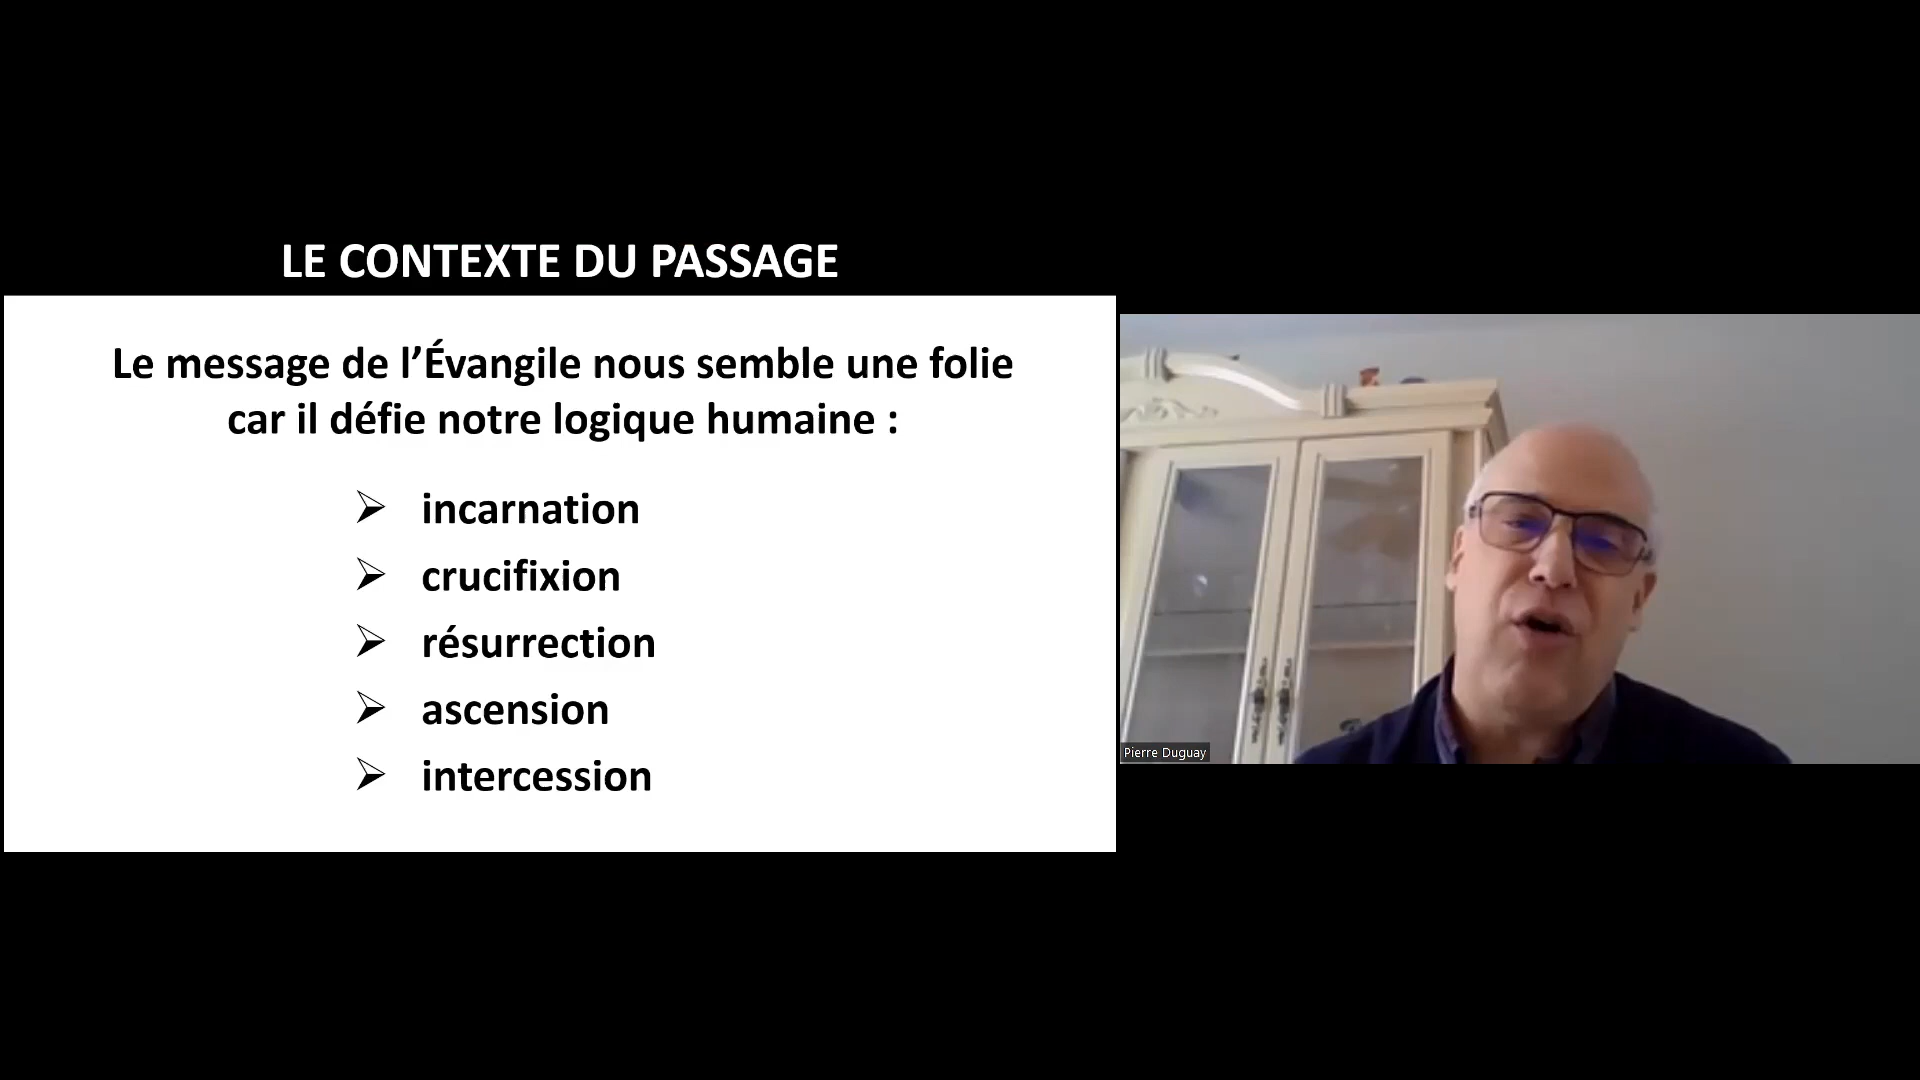 LE CONTEXTE DU PASSAGE
Le message de l’Évangile nous semble une folie
car il défie notre logique humaine :
➢ incarnation
➢ crucifixion
➢ résurrection
➢ ascension
➢ intercession
Pierre Duguay